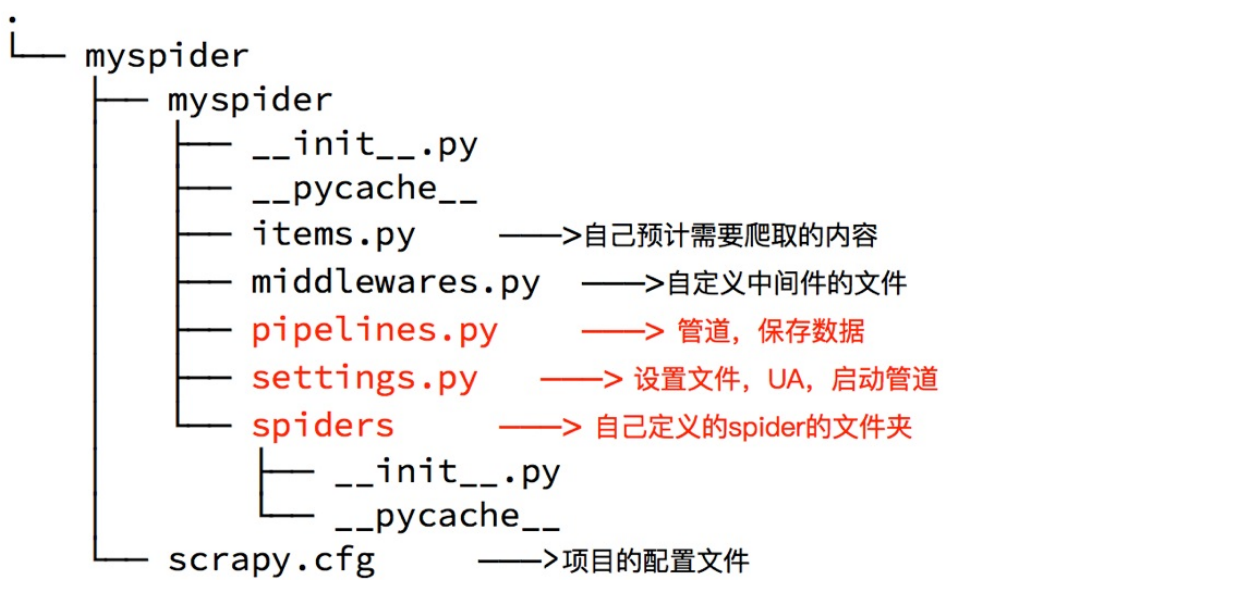 .
└── myspider
    ├── myspider
    │   ├── __init__.py
    │   ├── __pycache__
    │   ├── items.py ———>自己预计需要爬取的内容
    │   ├── middlewares.py ———>自定义中间件的文件
    │   ├── pipelines.py ———> 管道，保存数据
    │   ├── settings.py ———> 设置文件，UA，启动管道
    │   └── spiders ———> 自己定义的spider的文件夹
    │       ├── __init__.py
    │       └── __pycache__
    └── scrapy.cfg ———>项目的配置文件